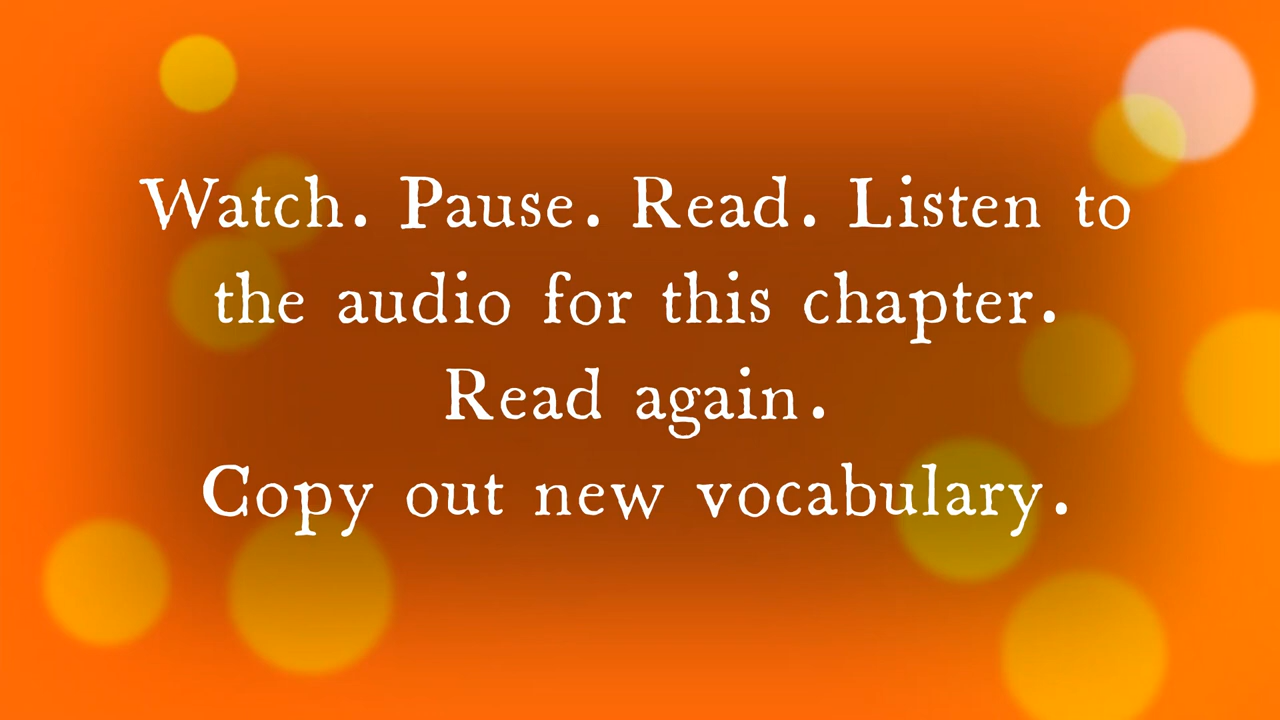 Watch. Pause. Read. Listen to
the audio for this chapter.
Read again.
Copy out new vocabulary.